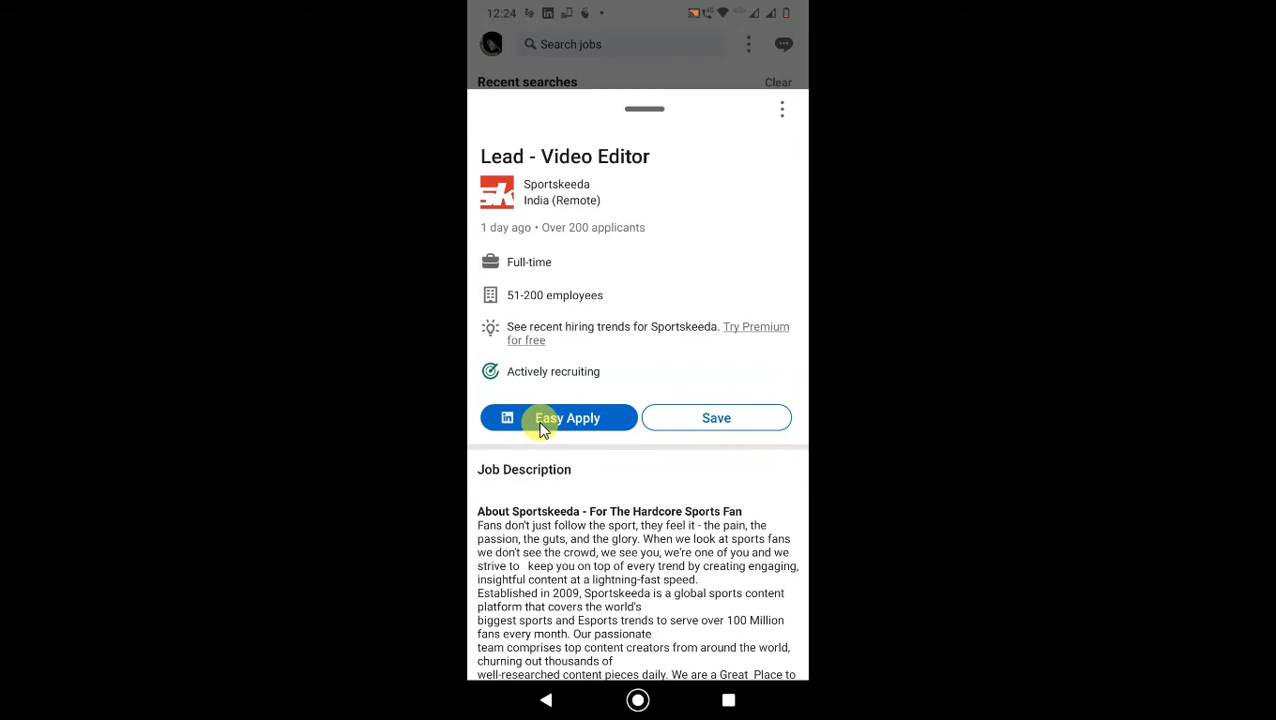 12:24
Search jobs
Recent searches
Clear
Lead - Video Editor
sk
Sportskeeda
India (Remote)
1 day ago • Over 200 applicants
Full-time
51-200 employees
See recent hiring trends for Sportskeeda. Try Premium
for free
Actively recruiting
in Easy Apply
Save
Job Description
About Sportskeeda - For The Hardcore Sports Fan
Fans don't just follow the sport, they feel it - the pain, the
passion, the guts, and the glory. When we look at sports fans
we don't see the crowd, we see you, we're one of you and we
strive to keep you on top of every trend by creating engaging,
insightful content at a lightning-fast speed.
Established in 2009, Sportskeeda is a global sports content
platform that covers the world's
biggest sports and Esports trends to serve over 100 Million
fans every month. Our passionate
team comprises top content creators from around the world,
churning out thousands of
well-researched content pieces daily. We are a Great Place to